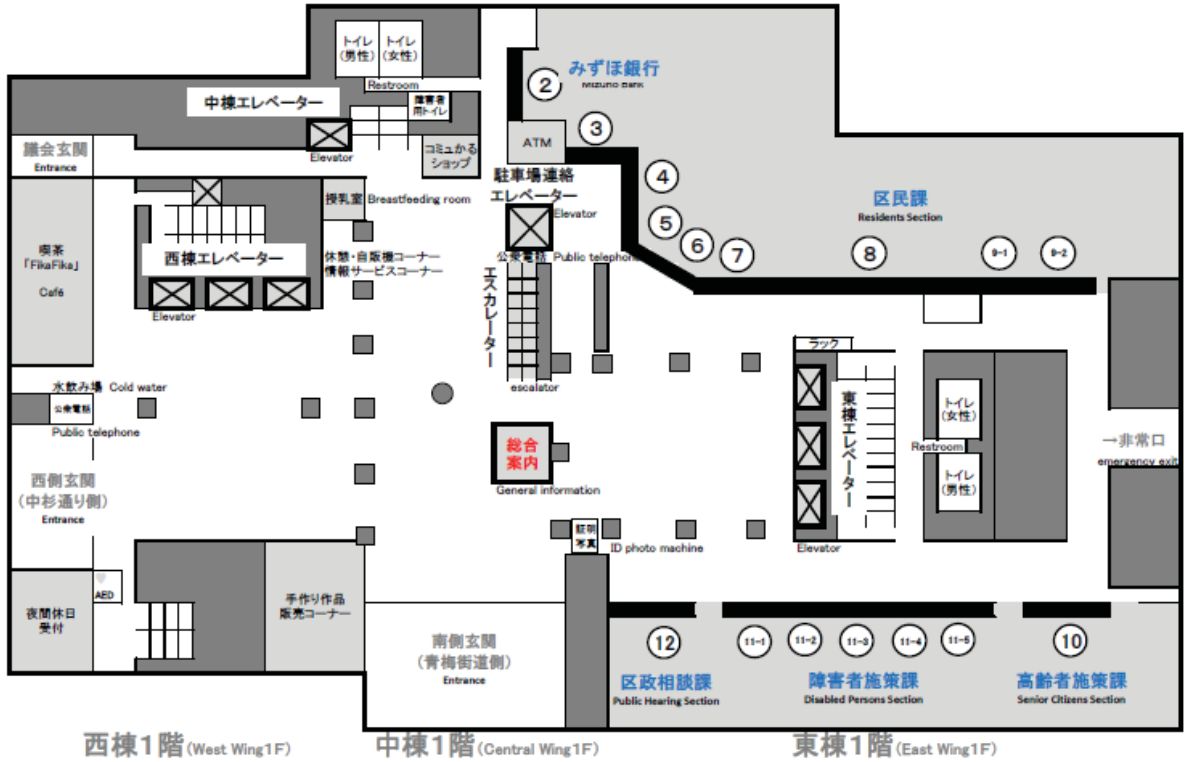 トイレ
(男性)
トイレ
(女性)
Restroom
障害者
用トイレ
中棟エレベーター
Elevator
コミュかる
ショップ
議会玄関
Entrance
②
みずほ銀行
Mizuho Bank
③
ATM
駐車場連絡
エレベーター
Elevator
④
⑤
⑥
⑦
区民課
Residents Section
⑧
9-1
9-2
喫茶
「FikaFika」
Café
授乳室 Breastfeeding room
西棟エレベーター
Elevator
休憩・自販機コーナー
情報サービスコーナー
公衆電話 Public telephone
エスカレーター
escalator
ラック
東棟エレベーター
Elevator
トイレ
(女性)
Restroom
トイレ
(男性)
→非常口
emergency exit
水飲み場 Cold water
公衆電話
Public telephone
西側玄関
(中杉通り側)
Entrance
総合
案内
General information
証明
写真
ID photo machine
AED
夜間休日
受付
手作り作品
販売コーナー
南側玄関
(青梅街道側)
Entrance
⑫
区政相談課
Public Hearing Section
11-1
11-2
11-3
11-4
11-5
障害者施策課
Disabled Persons Section
⑩
高齢者施策課
Senior Citizens Section
西棟1階(West Wing1F)
中棟1階(Central Wing1F)
東棟1階(East Wing1F)